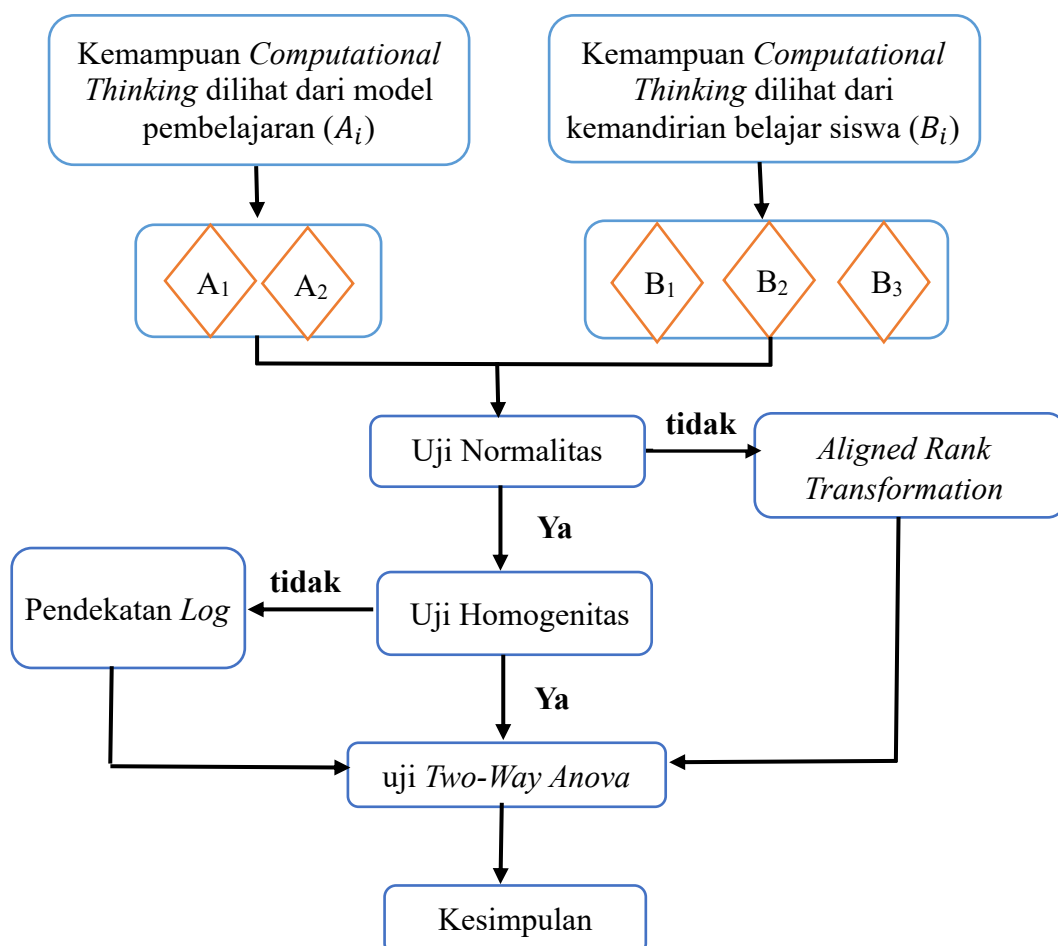 Kemampuan Computational
Thinking dilihat dari model
pembelajaran (𝐴𝑖)
Kemampuan Computational
Thinking dilihat dari
kemandirian belajar siswa (𝐵𝑖)
A₁
A₂
B₁
B₂
B₃
Uji Normalitas
tidak
Aligned Rank
Transformation
Ya
Pendekatan Log
tidak
Uji Homogenitas
Ya
uji Two-Way Anova
Kesimpulan